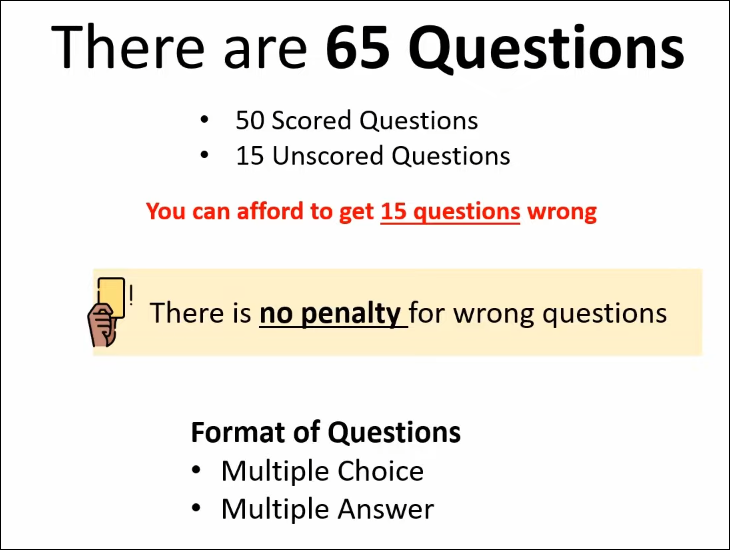 There are 65 Questions
• 50 Scored Questions
• 15 Unscored Questions
You can afford to get 15 questions wrong
! There is no penalty for wrong questions
Format of Questions
• Multiple Choice
• Multiple Answer